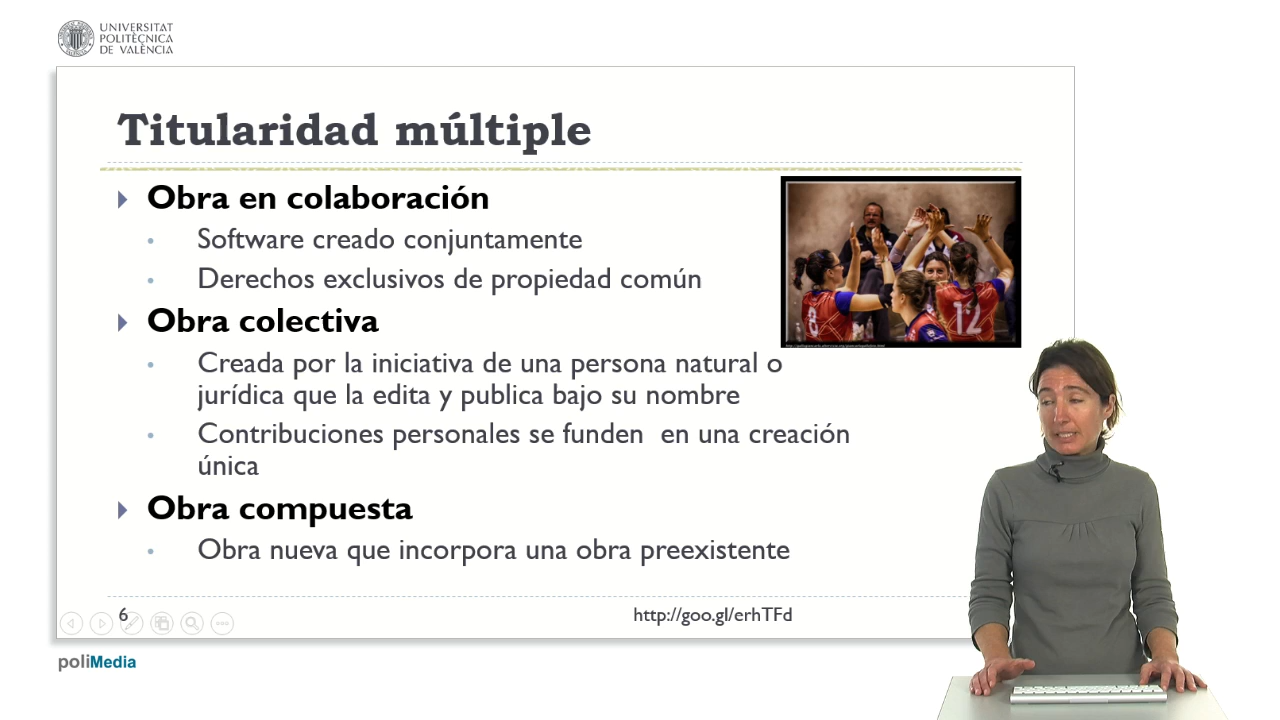 UNIVERSITAT
POLITÈCNICA
DE VALÈNCIA
Titularidad múltiple
Obra en colaboración
Software creado conjuntamente
Derechos exclusivos de propiedad común
8
12
Obra colectiva
Creada por la iniciativa de una persona natural o
jurídica que la edita y publica bajo su nombre
Contribuciones personales se funden en una creación
única
Obra compuesta
Obra nueva que incorpora una obra preexistente
6
http://goo.gl/erhTFd
poliMedia